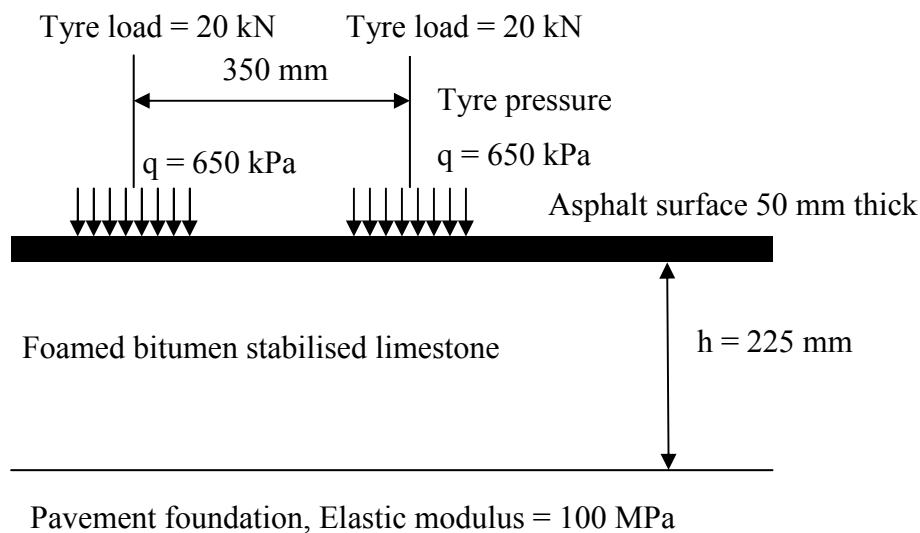 Tyre load = 20 kN
Tyre load = 20 kN
350 mm
Tyre pressure
q = 650 kPa
q = 650 kPa
Asphalt surface 50 mm thick
Foamed bitumen stabilised limestone
h = 225 mm
Pavement foundation, Elastic modulus = 100 MPa